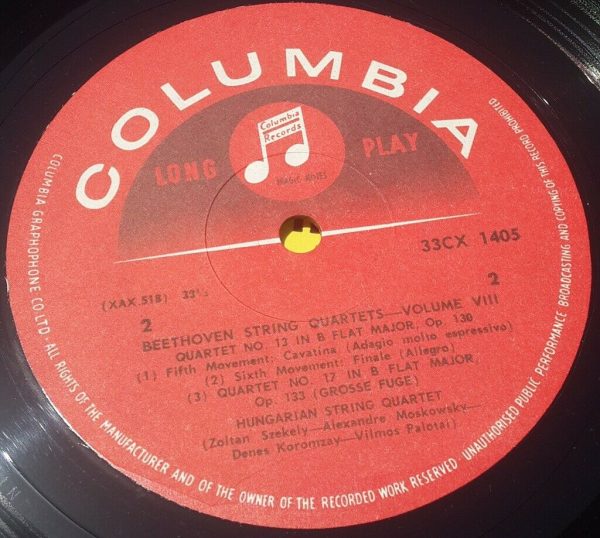 COLUMBIA
Columbia
Records
LONG PLAY
MAGIC NOTES
33CX 1405
(XAX.518) 33⅓
2 2
BEETHOVEN STRING QUARTETS—VOLUME VIII
QUARTET NO. 13 IN B FLAT MAJOR, Op. 130
(1) Fifth Movement: Cavatina (Adagio molto espressivo)
(2) Sixth Movement: Finale (Allegro)
(3) QUARTET NO. 17 IN B FLAT MAJOR,
Op. 133 (GROSSE FUGE)
HUNGARIAN STRING QUARTET
(Zoltan Szekely—Alexandre Moskowsky—
Denes Koromzay—Vilmos Palotai)
COLUMBIA GRAPHOPHONE CO. LTD · ALL RIGHTS OF THE MANUFACTURER AND OF THE OWNER OF THE RECORDED WORK RESERVED · UNAUTHORISED PUBLIC PERFORMANCE BROADCASTING AND COPYING OF THIS RECORD PROHIBITED